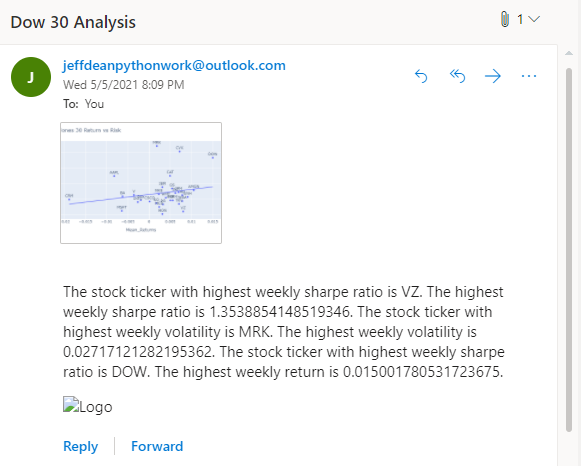 Dow 30 Analysis
1
J
jeffdeanpythonwork@outlook.com
Wed 5/5/2021 8:09 PM
To: You
ones 30 Return vs Risk
Mean_Returns
The stock ticker with highest weekly sharpe ratio is VZ. The highest
weekly sharpe ratio is 1.3538854148519346. The stock ticker with
highest weekly volatility is MRK. The highest weekly volatility is
0.02717121282195362. The stock ticker with highest weekly sharpe
ratio is DOW. The highest weekly return is 0.015001780531723675.
Logo
Reply
Forward